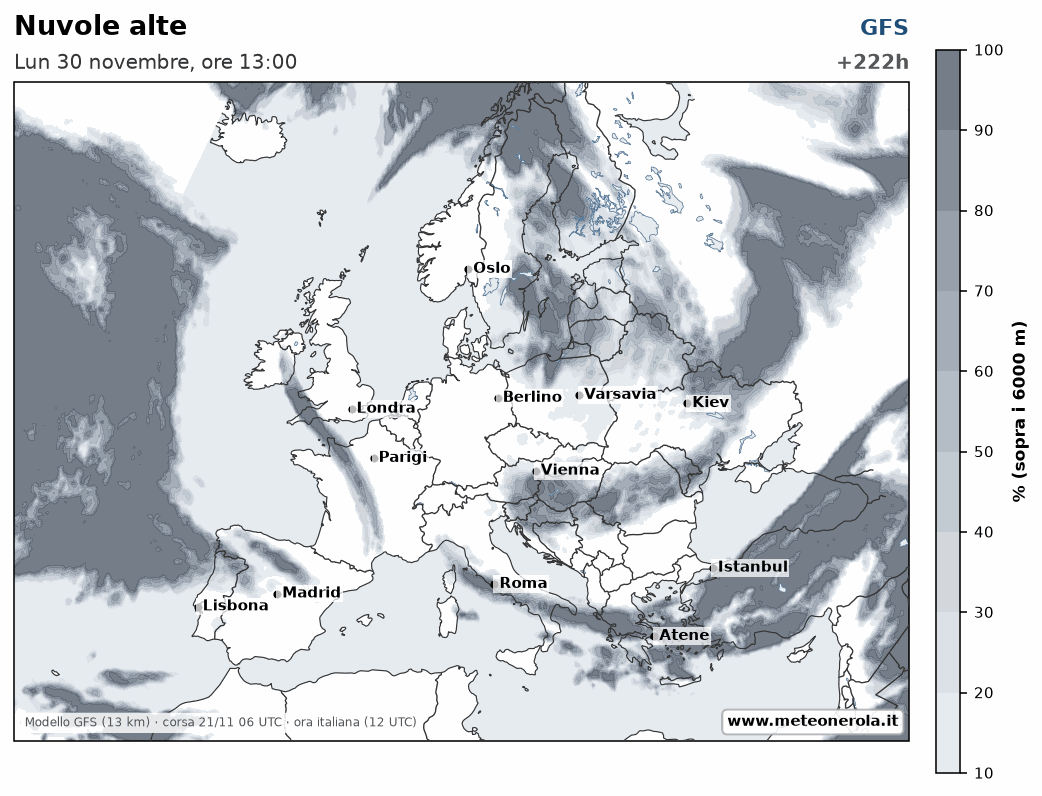 Nuvole alte
GFS
Lun 30 novembre, ore 13:00
+222h
100
90
80
70
60
50
40
30
20
10
% (sopra i 6000 m)
Oslo
Londra
Berlino
Varsavia
Kiev
Parigi
Vienna
Istanbul
Roma
Madrid
Lisbona
Atene
Modello GFS (13 km) · corsa 21/11 06 UTC · ora italiana (12 UTC)
www.meteonerola.it